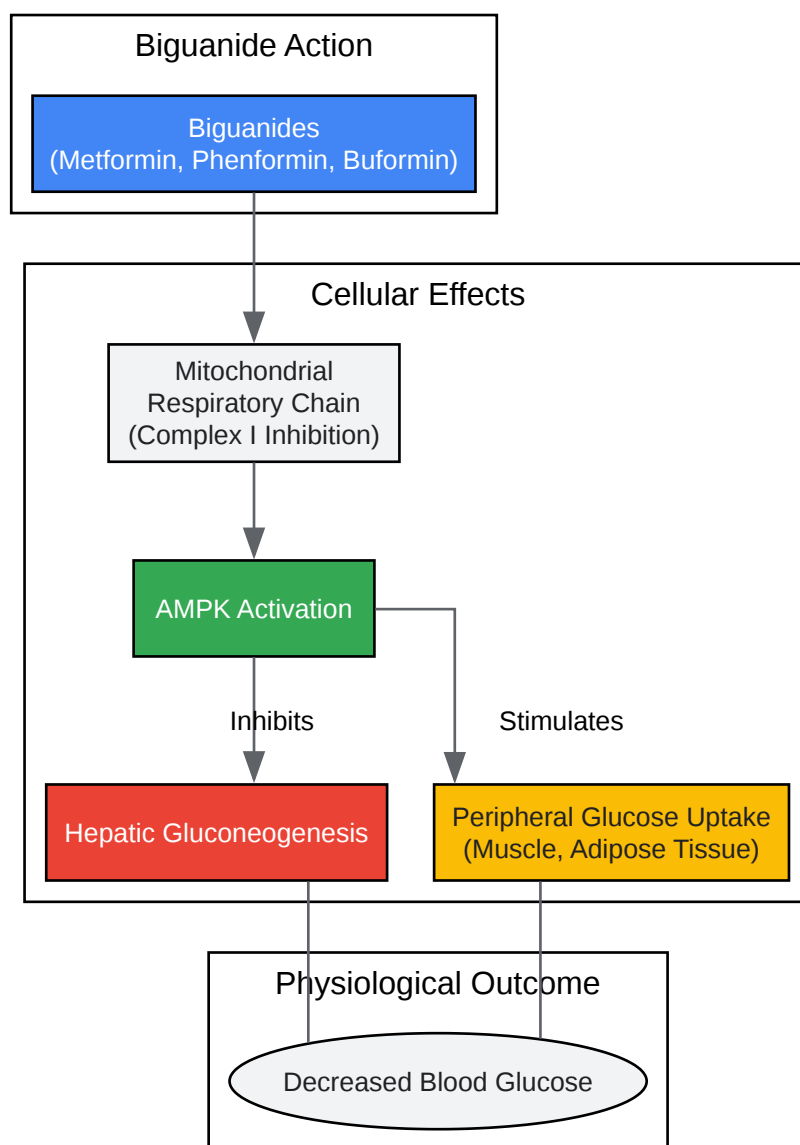 Biguanide Action
Biguanides
(Metformin, Phenformin, Buformin)
Cellular Effects
Mitochondrial
Respiratory Chain
(Complex I Inhibition)
AMPK Activation
Inhibits
Stimulates
Hepatic Gluconeogenesis
Peripheral Glucose Uptake
(Muscle, Adipose Tissue)
Physiological Outcome
Decreased Blood Glucose